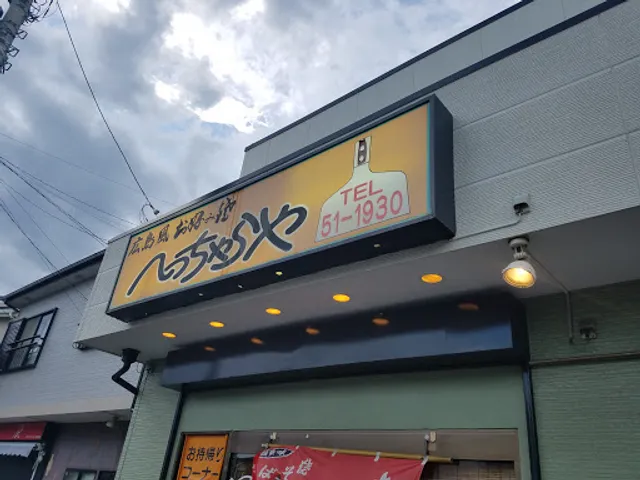 広島風 お好み焼
へっちゃらや
TEL
51-1930
お持帰り
コーナー